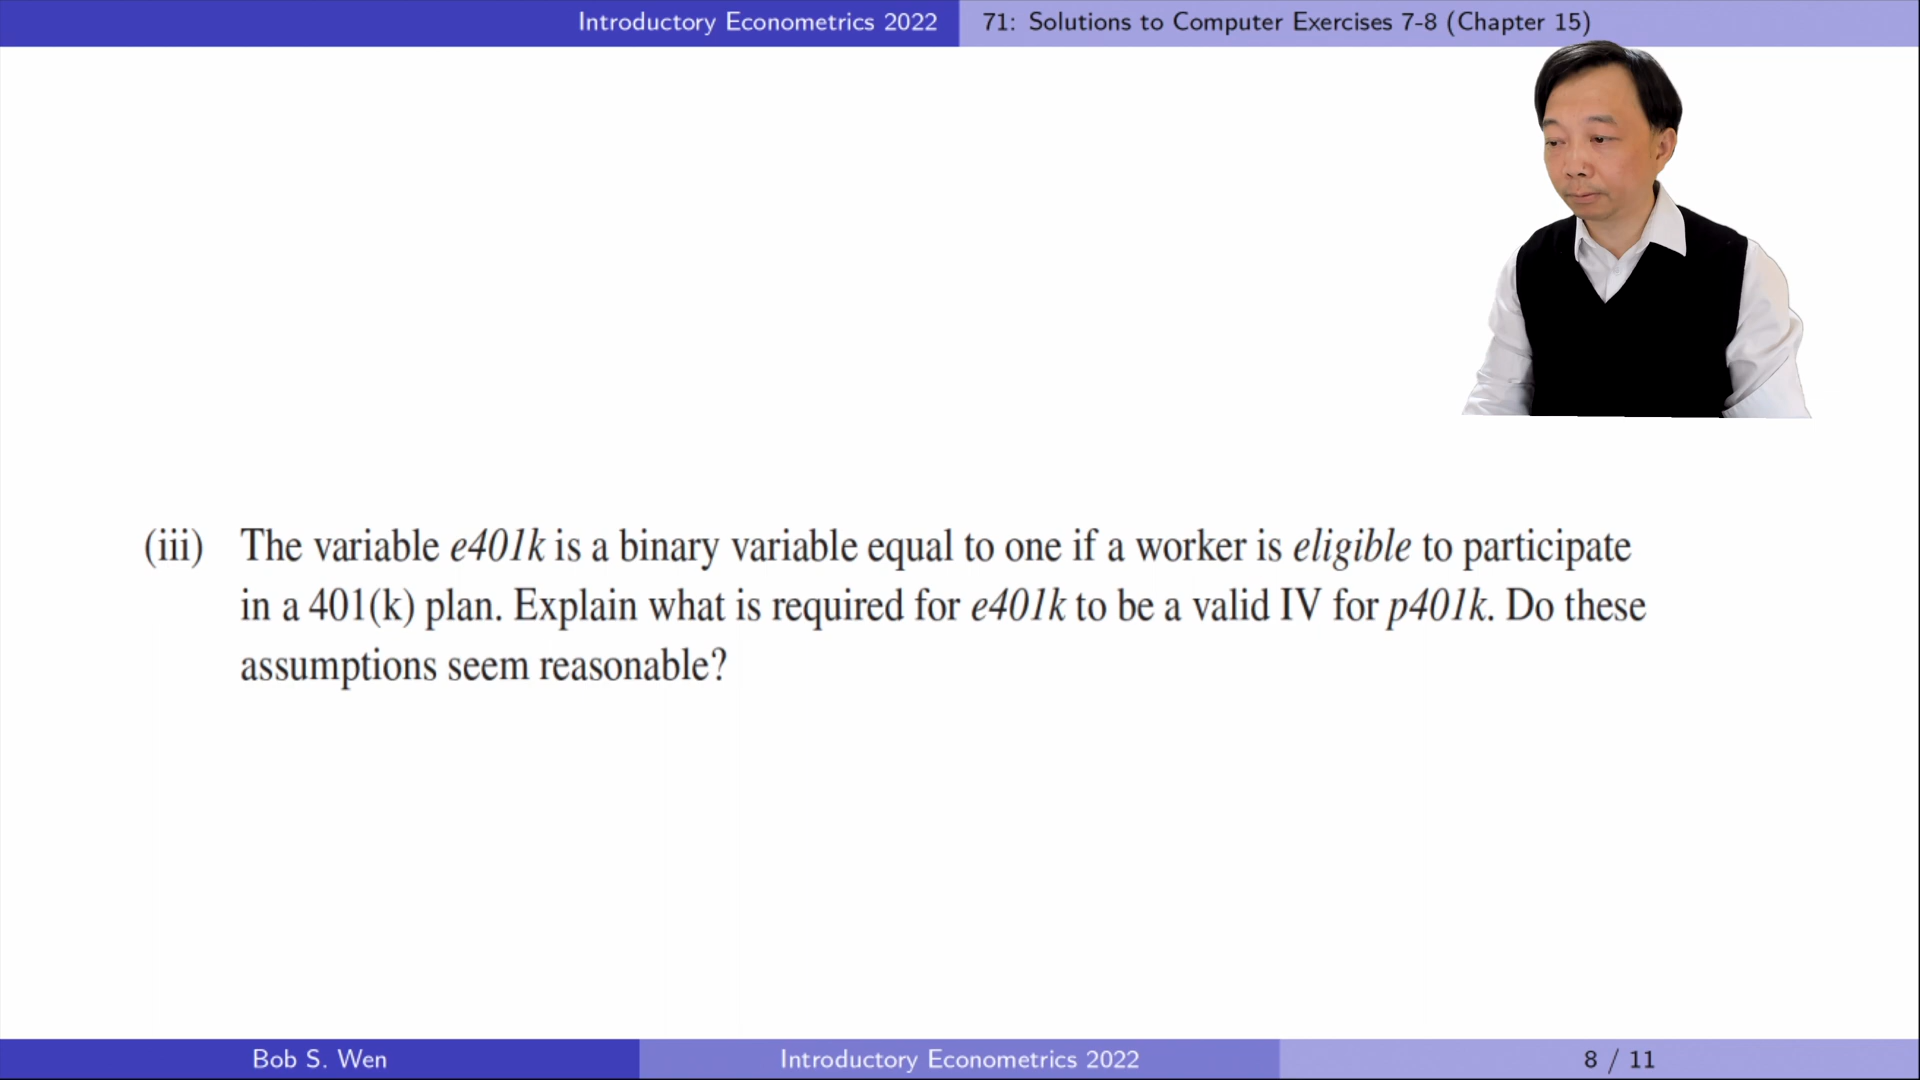 Introductory Econometrics 2022
71: Solutions to Computer Exercises 7-8 (Chapter 15)
(iii) The variable e401k is a binary variable equal to one if a worker is eligible to participate
in a 401(k) plan. Explain what is required for e401k to be a valid IV for p401k. Do these
assumptions seem reasonable?
Bob S. Wen
Introductory Econometrics 2022
8 / 11